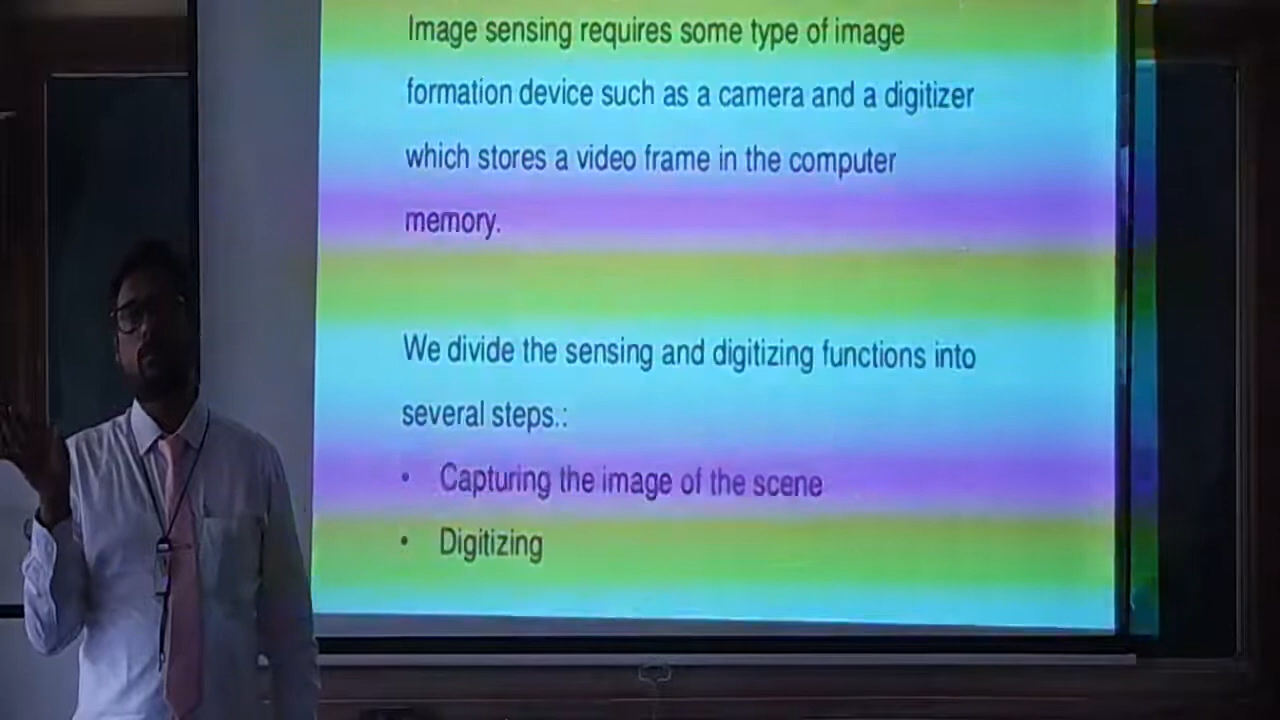 Image sensing requires some type of image
formation device such as a camera and a digitizer
which stores a video frame in the computer
memory.
We divide the sensing and digitizing functions into
several steps.:
• Capturing the image of the scene
• Digitizing